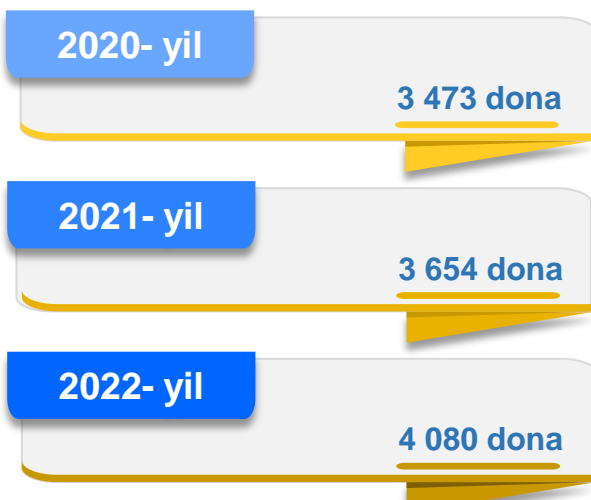 2020- yil
3 473 dona
2021- yil
3 654 dona
2022- yil
4 080 dona